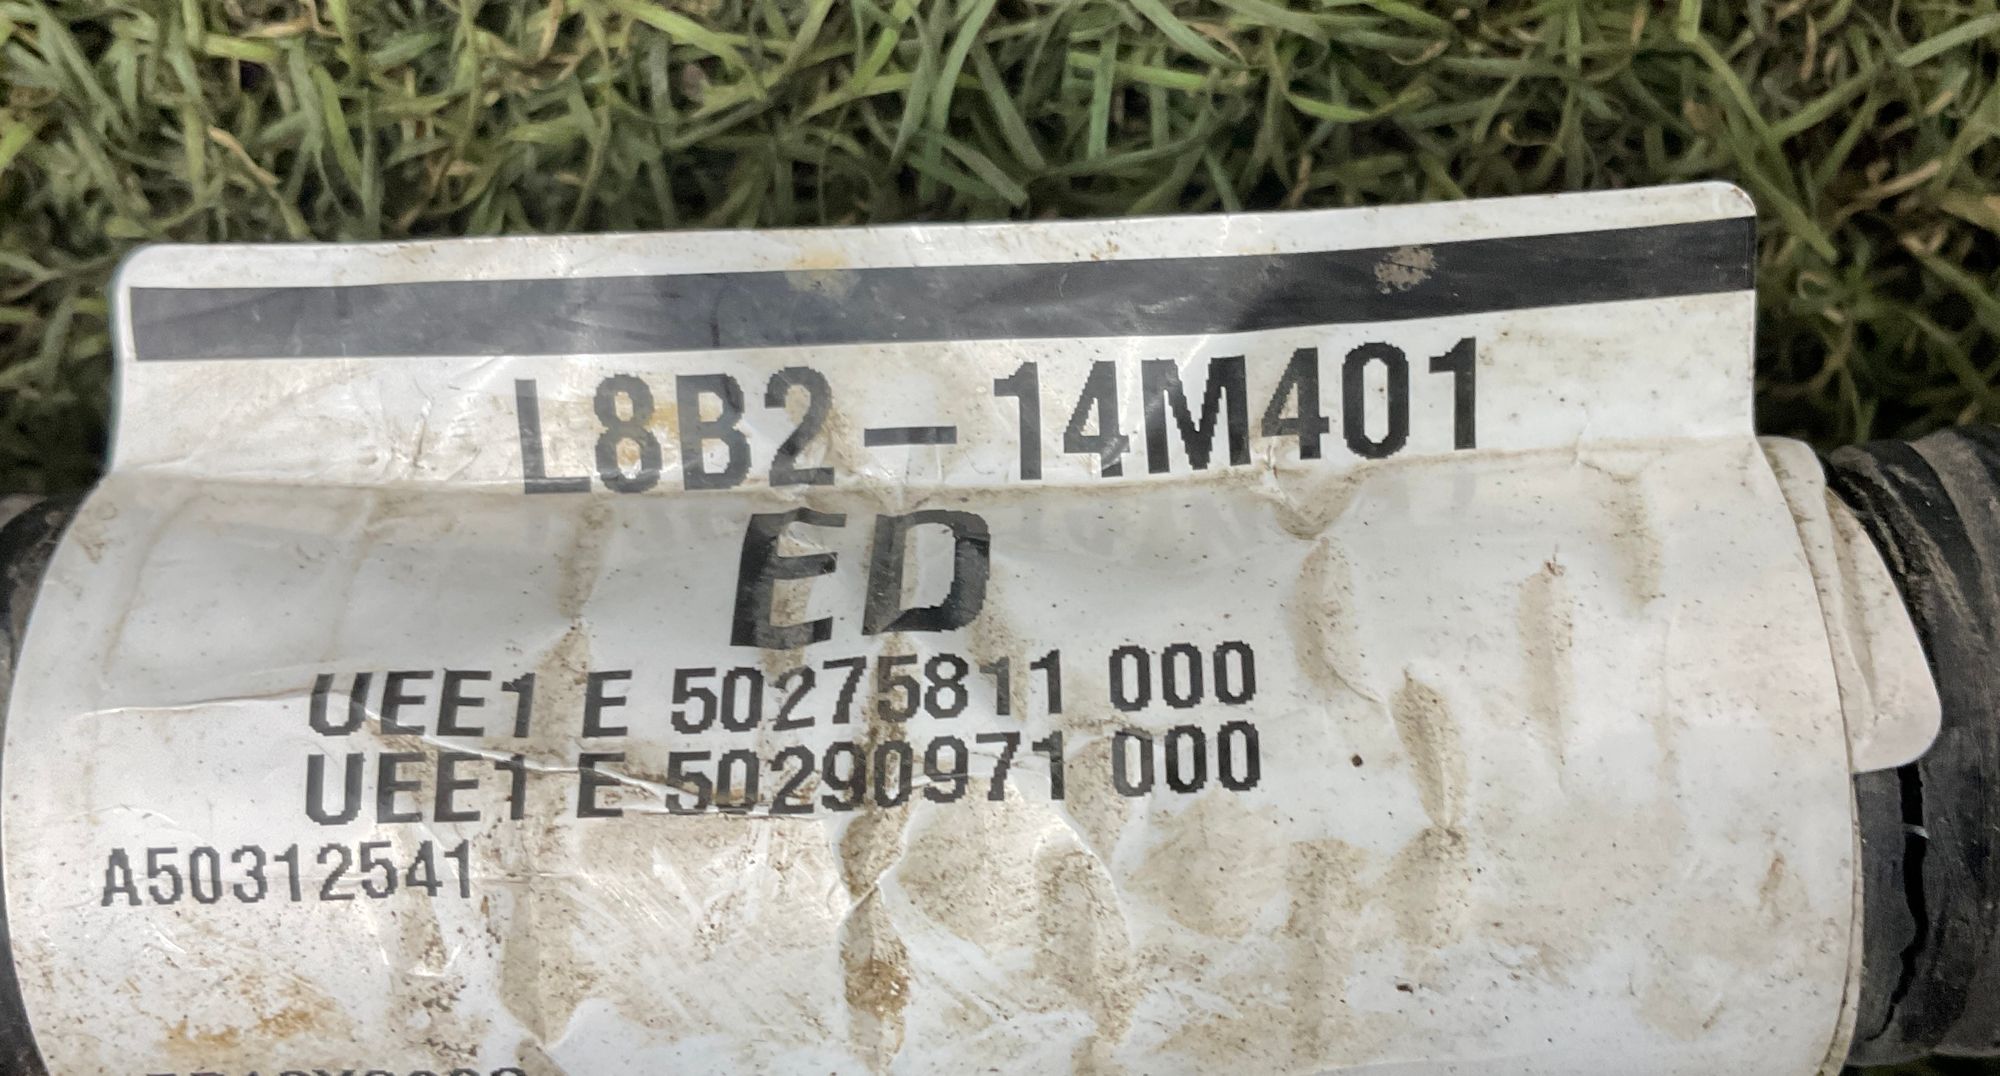 L8B2-14M401
ED
UEE1 E 50275811 000
UEE1 E 50290971 000
A50312541